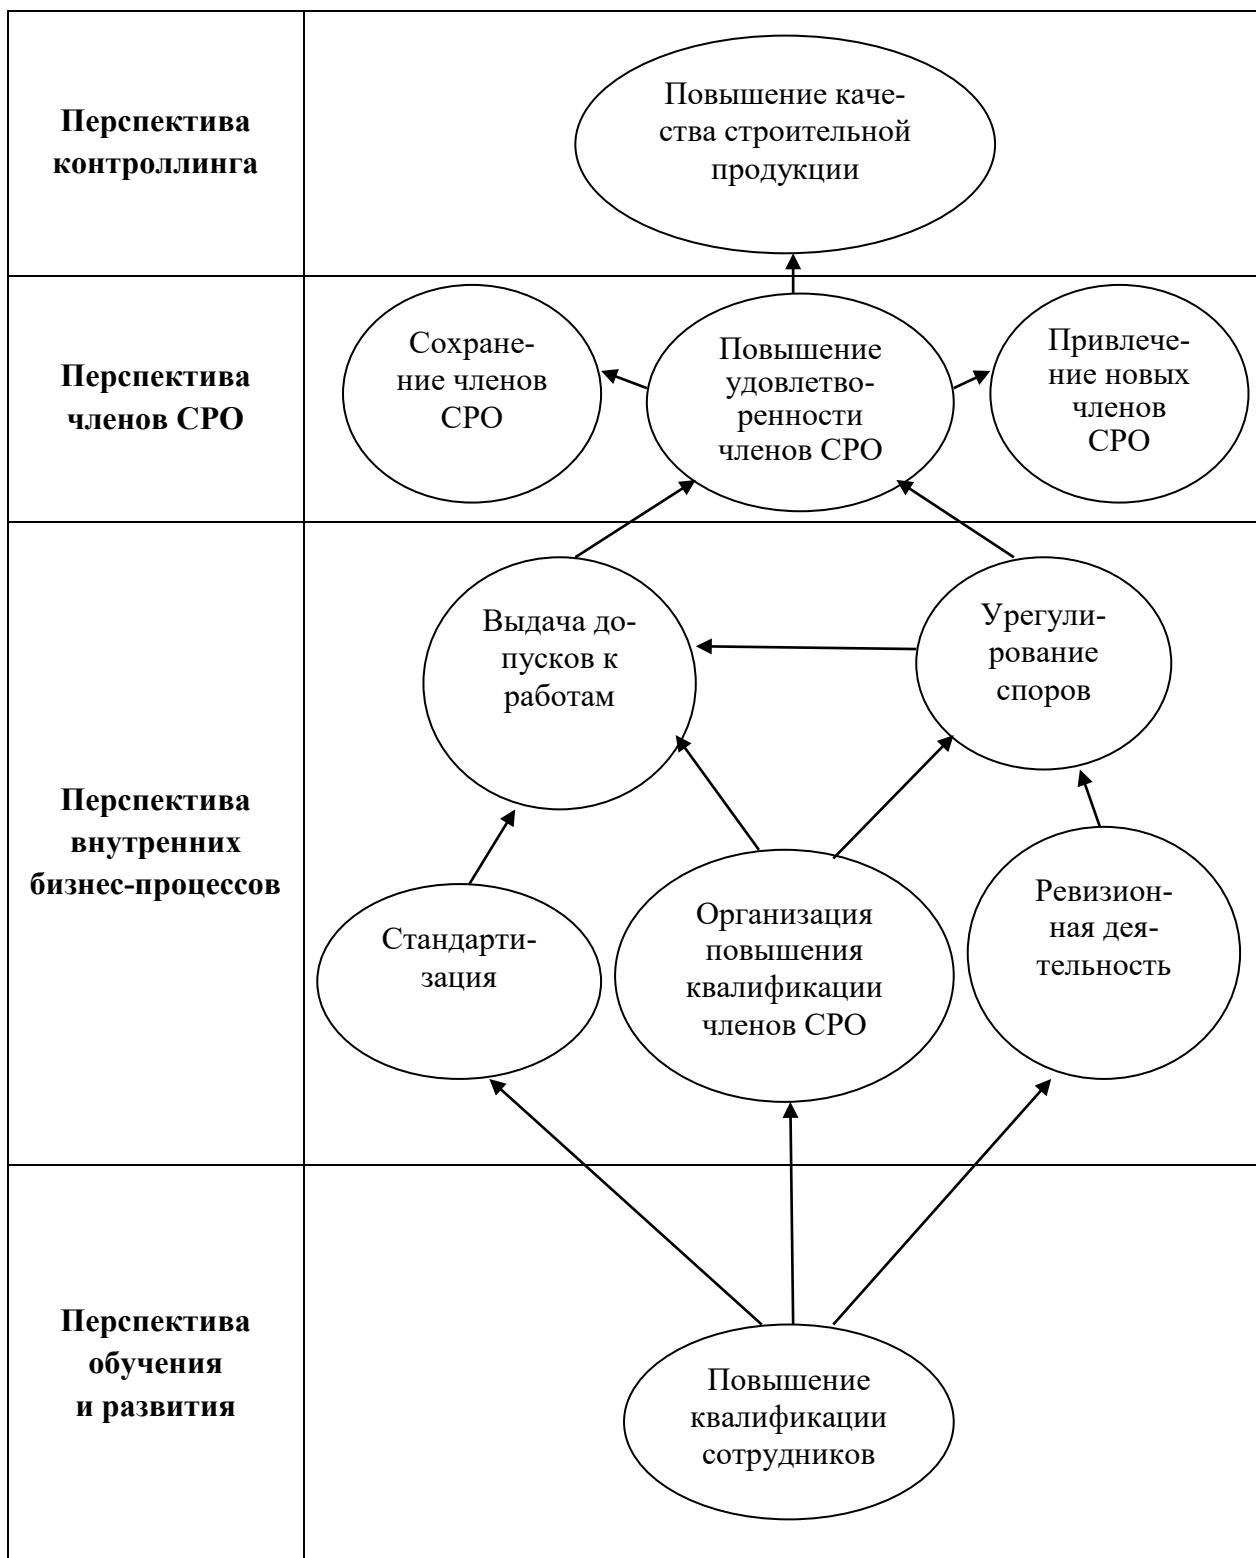 Перспектива
контроллинга
Повышение каче-
ства строительной
продукции
Перспектива
членов СРО
Сохране-
ние членов
СРО
Повышение
удовлетво-
ренности
членов СРО
Привлече-
ние новых
членов
СРО
Перспектива
внутренних
бизнес-процессов
Выдача до-
пусков к
работам
Урегули-
рование
споров
Стандарти-
зация
Организация
повышения
квалификации
членов СРО
Ревизион-
ная дея-
тельность
Перспектива
обучения
и развития
Повышение
квалификации
сотрудников